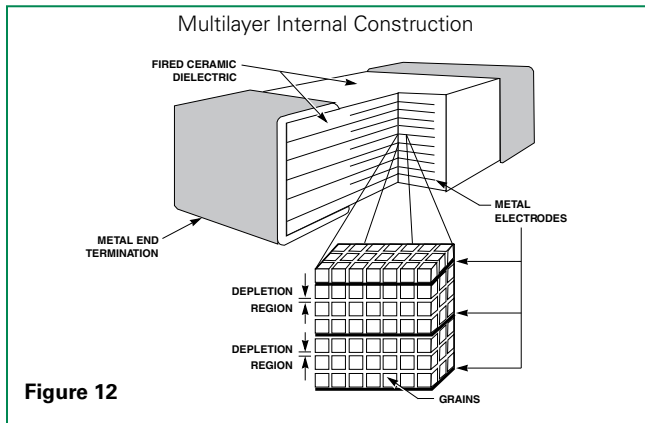 Multilayer Internal Construction
FIRED CERAMIC
DIELECTRIC
METAL
ELECTRODES
METAL END
TERMINATION
DEPLETION
REGION
DEPLETION
REGION
GRAINS
Figure 12